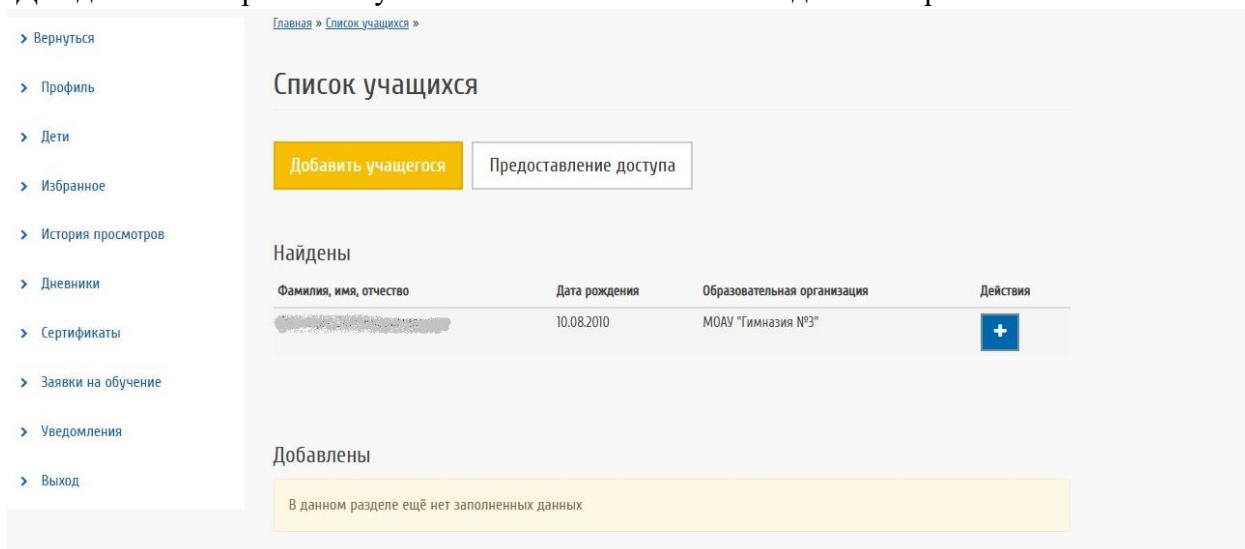 Главная » Список учащихся »
Вернуться
Профиль
Дети
Избранное
История просмотров
Дневники
Сертификаты
Заявки на обучение
Уведомления
Выход
Список учащихся
Добавить учащегося Предоставление доступа
Найдены
Фамилия, имя, отчество Дата рождения Образовательная организация Действия
10.08.2010 МОАУ "Гимназия №3" +
Добавлены
В данном разделе ещё нет заполненных данных